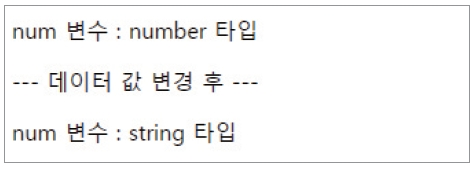 num 변수 : number 타입
--- 데이터 값 변경 후 ---
num 변수 : string 타입